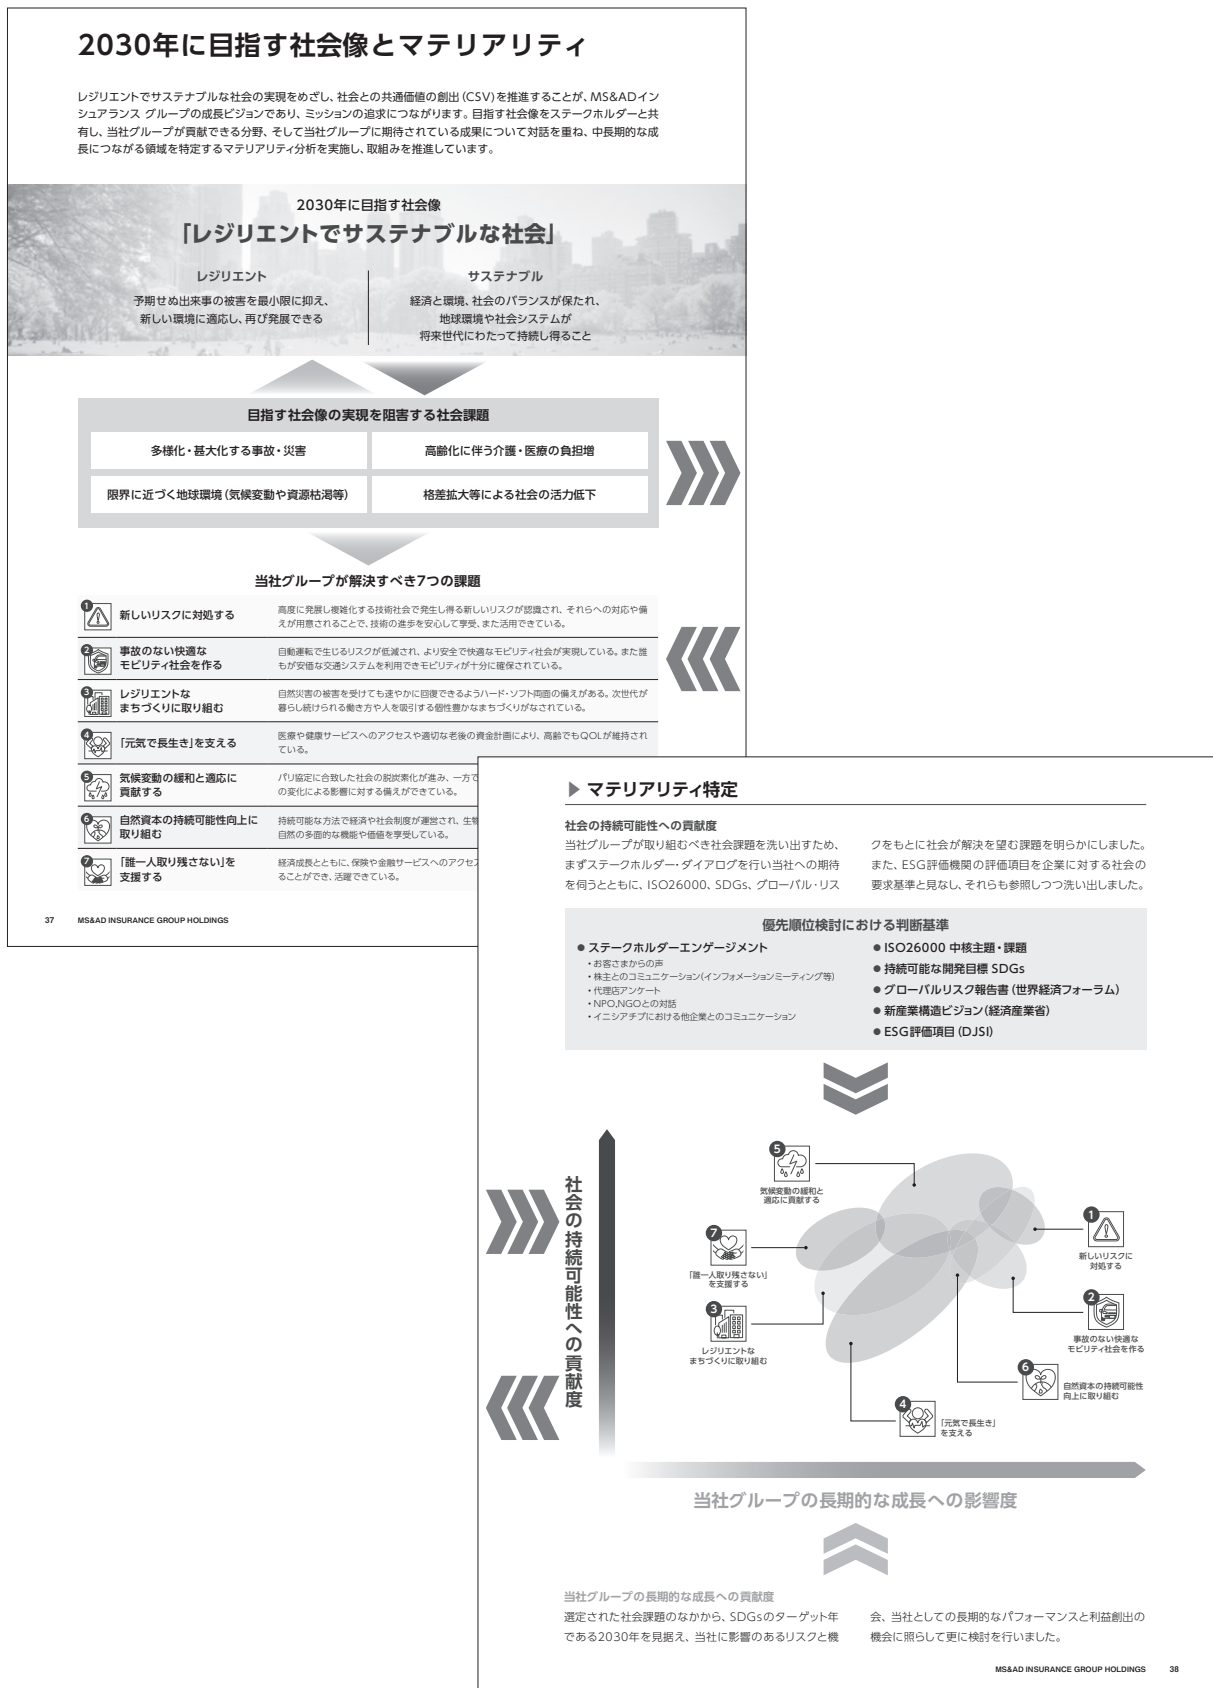 2030年に目指す社会像とマテリアリティ
レジリエントでサステナブルな社会の実現をめざし、社会との共通価値の創出（CSV）を推進することが、MS&ADイン
シュアランス グループの成長ビジョンであり、ミッションの追求につながります。目指す社会像をステークホルダーと共
有し、当社グループが貢献できる分野、そして当社グループに期待されている成果について対話を重ね、中長期的な成
長につながる領域を特定するマテリアリティ分析を実施し、取組みを推進しています。
2030年に目指す社会像
「レジリエントでサステナブルな社会」
レジリエント
予期せぬ出来事の被害を最小限に抑え、
新しい環境に適応し、再び発展できる
サステナブル
経済と環境、社会のバランスが保たれ、
地球環境や社会システムが
将来世代にわたって持続し得ること
目指す社会像の実現を阻害する社会課題
多様化・甚大化する事故・災害
高齢化に伴う介護・医療の負担増
限界に近づく地球環境（気候変動や資源枯渇等）
格差拡大等による社会の活力低下
当社グループが解決すべき7つの課題
1
新しいリスクに対処する
高度に発展し複雑化する技術社会で発生し得る新しいリスクが認識され、それらへの対応や備
えが用意されることで、技術の進歩を安心して享受、また活用できている。
2
事故のない快適な
モビリティ社会を作る
自動運転で生じるリスクが低減され、より安全で快適なモビリティ社会が実現している。また誰
もが安価な交通システムを利用できモビリティが十分に確保されている。
3
レジリエントな
まちづくりに取り組む
自然災害の被害を受けても速やかに回復できるようハード・ソフト両面の備えがある。次世代が
暮らし続けられる働き方や人を吸引する個性豊かなまちづくりがなされている。
4
「元気で長生き」を支える
医療や健康サービスへのアクセスや適切な老後の資金計画により、高齢でもQOLが維持され
ている。
5
気候変動の緩和と適応に
貢献する
パリ協定に合致した社会の脱炭素化が進み、一方で
の変化による影響に対する備えができている。
6
自然資本の持続可能性向上に
取り組む
持続可能な方法で経済や社会制度が運営され、生物
自然の多面的な機能や価値を享受している。
7
「誰一人取り残さない」を
支援する
経済成長とともに、保険や金融サービスへのアクセス
ることができ、活躍できている。
37 MS&AD INSURANCE GROUP HOLDINGS
マテリアリティ特定
社会の持続可能性への貢献度
当社グループが取り組むべき社会課題を洗い出すため、
まずステークホルダー・ダイアログを行い当社への期待
を伺うとともに、ISO26000、SDGs、グローバル・リス
クをもとに社会が解決を望む課題を明らかにしました。
また、ESG評価機関の評価項目を企業に対する社会の
要求基準と見なし、それらも参照しつつ洗い出しました。
優先順位検討における判断基準
● ステークホルダーエンゲージメント
・お客さまからの声
・株主とのコミュニケーション（インフォメーションミーティング等）
・代理店アンケート
・NPO,NGOとの対話
・イニシアチブにおける他企業とのコミュニケーション
● ISO26000 中核主題・課題
● 持続可能な開発目標 SDGs
● グローバルリスク報告書（世界経済フォーラム）
● 新産業構造ビジョン（経済産業省）
● ESG評価項目（DJSI）
社会の持続可能性への貢献度
5
気候変動の緩和と
適応に貢献する
7
「誰一人取り残さない」
を支援する
3
レジリエントな
まちづくりに取り組む
1
新しいリスクに
対処する
2
事故のない快適な
モビリティ社会を作る
6
自然資本の持続可能性
向上に取り組む
4
「元気で長生き」
を支える
当社グループの長期的な成長への影響度
当社グループの長期的な成長への貢献度
選定された社会課題のなかから、SDGsのターゲット年
である2030年を見据え、当社に影響のあるリスクと機
会、当社としての長期的なパフォーマンスと利益創出の
機会に照らして更に検討を行いました。
MS&AD INSURANCE GROUP HOLDINGS 38